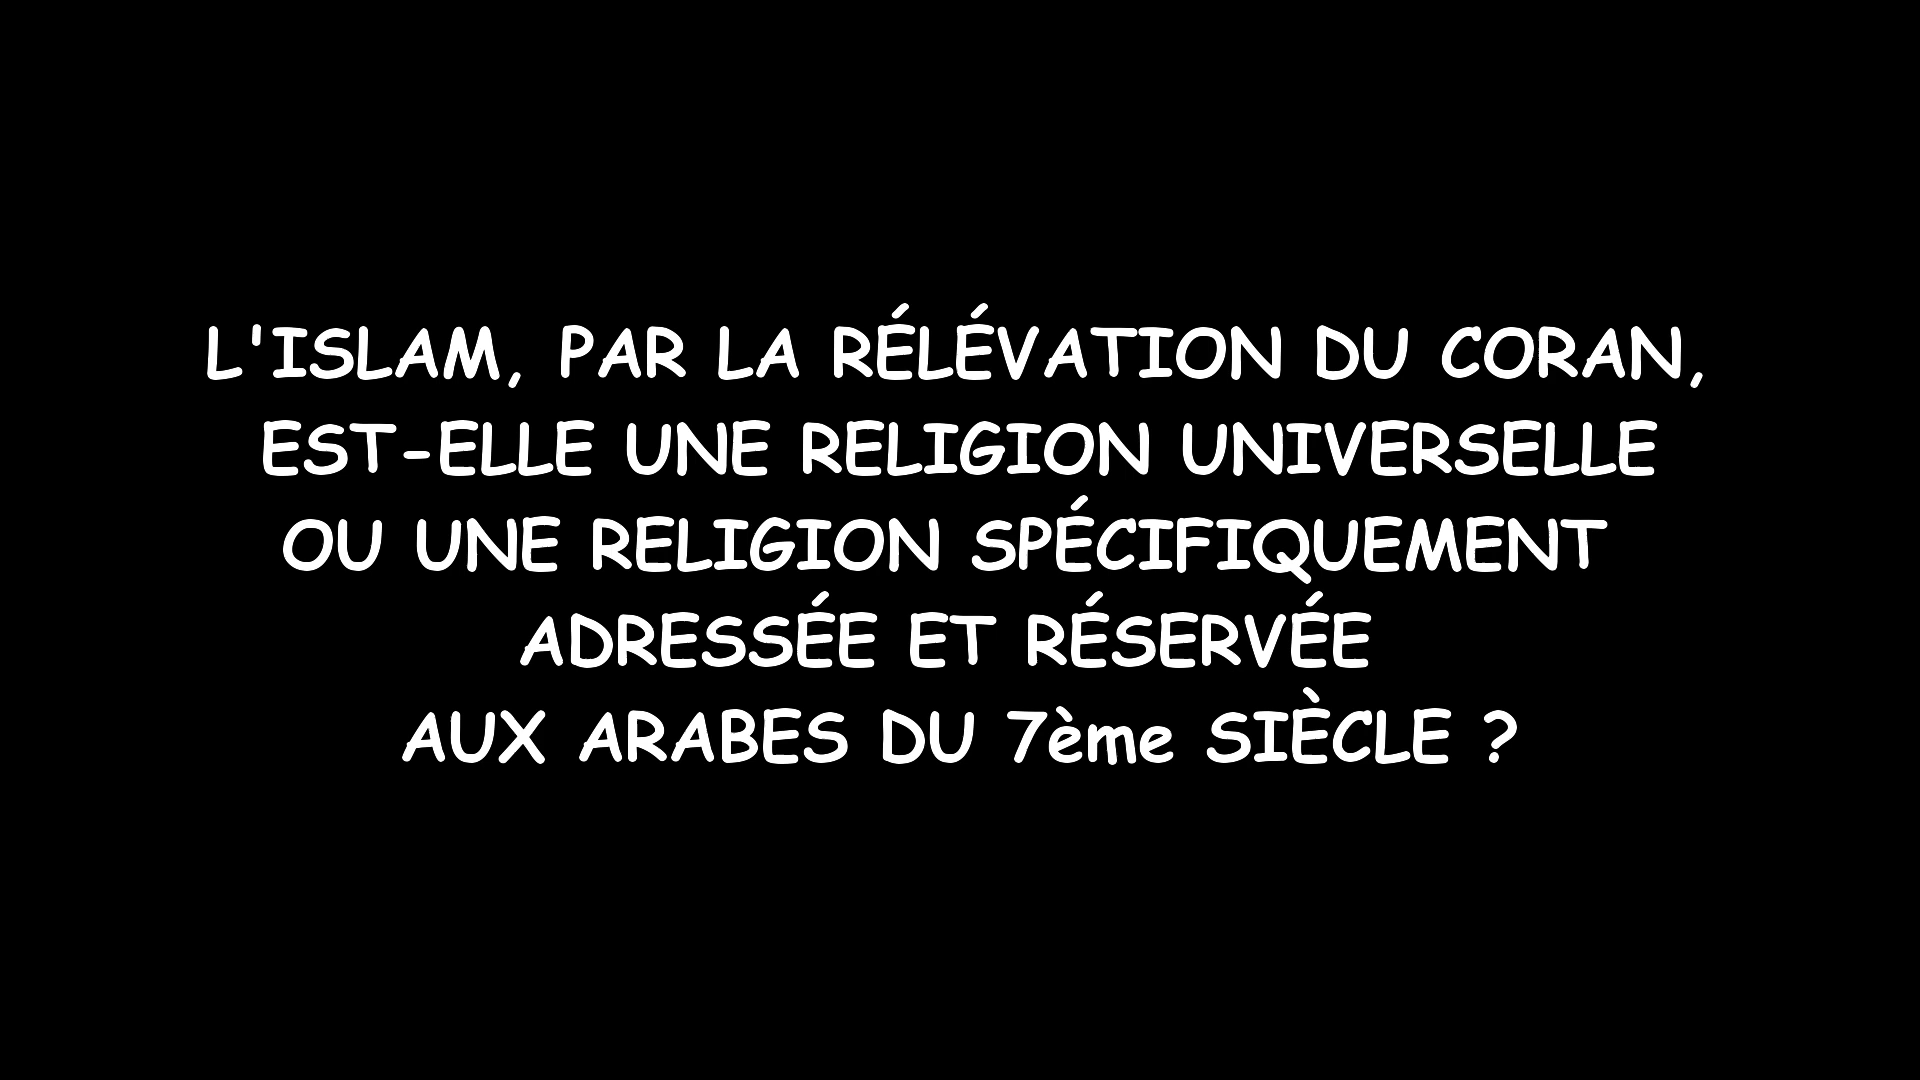 L'ISLAM, PAR LA RÉLÉVATION DU CORAN,
EST-ELLE UNE RELIGION UNIVERSELLE
OU UNE RELIGION SPÉCIFIQUEMENT
ADRESSÉE ET RÉSERVÉE
AUX ARABES DU 7ème SIÈCLE ?